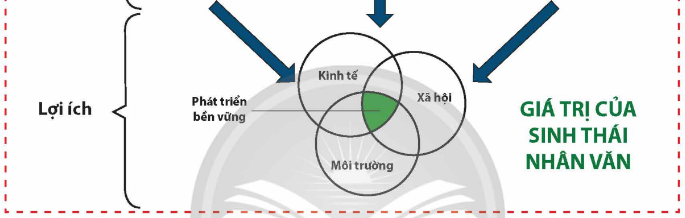 Kinh tế
Xã hội
Phát triển
bền vững
Lợi ích
GIÁ TRỊ CỦA
SINH THÁI
NHÂN VĂN
Môi trường